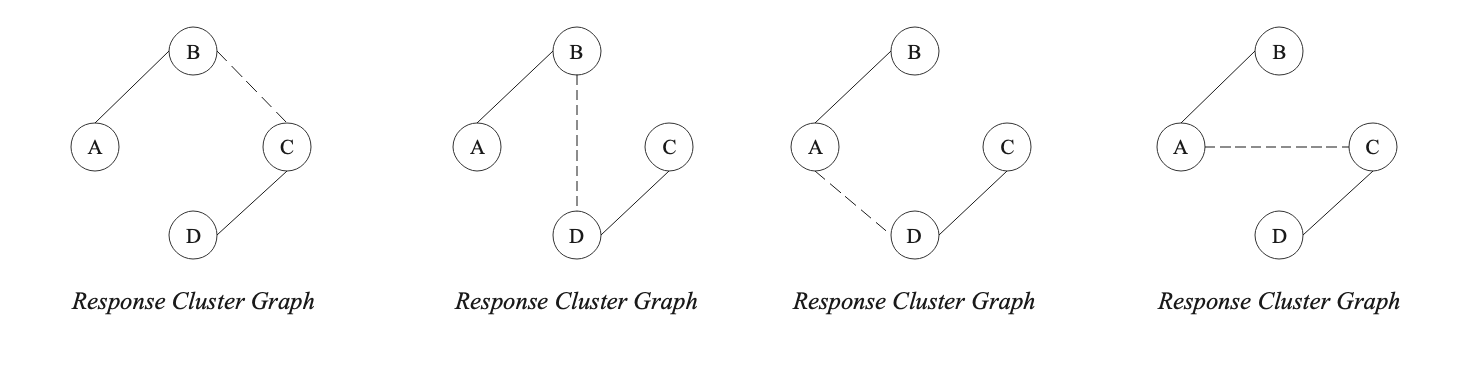 B B B B
A C A C A C A C
D D D D
Response Cluster Graph Response Cluster Graph Response Cluster Graph Response Cluster Graph